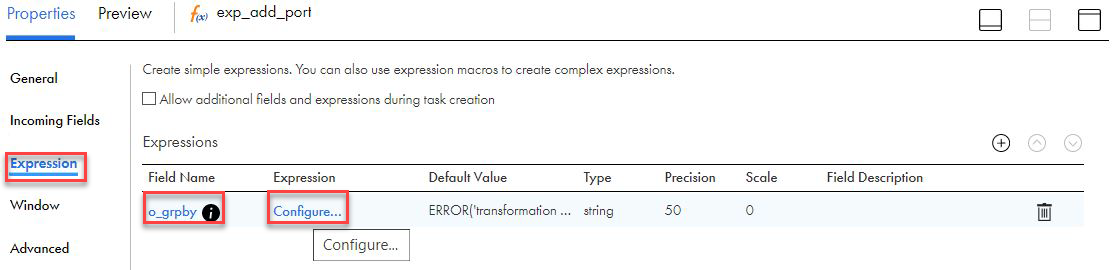 Properties Preview f(x) exp_add_port
General
Create simple expressions. You can also use expression macros to create complex expressions.
Allow additional fields and expressions during task creation
Incoming Fields
Expressions
Expression
Field Name Expression Default Value Type Precision Scale Field Description
Window
o_grpby i Configure... ERROR('transformation ... string 50 0
Configure...
Advanced